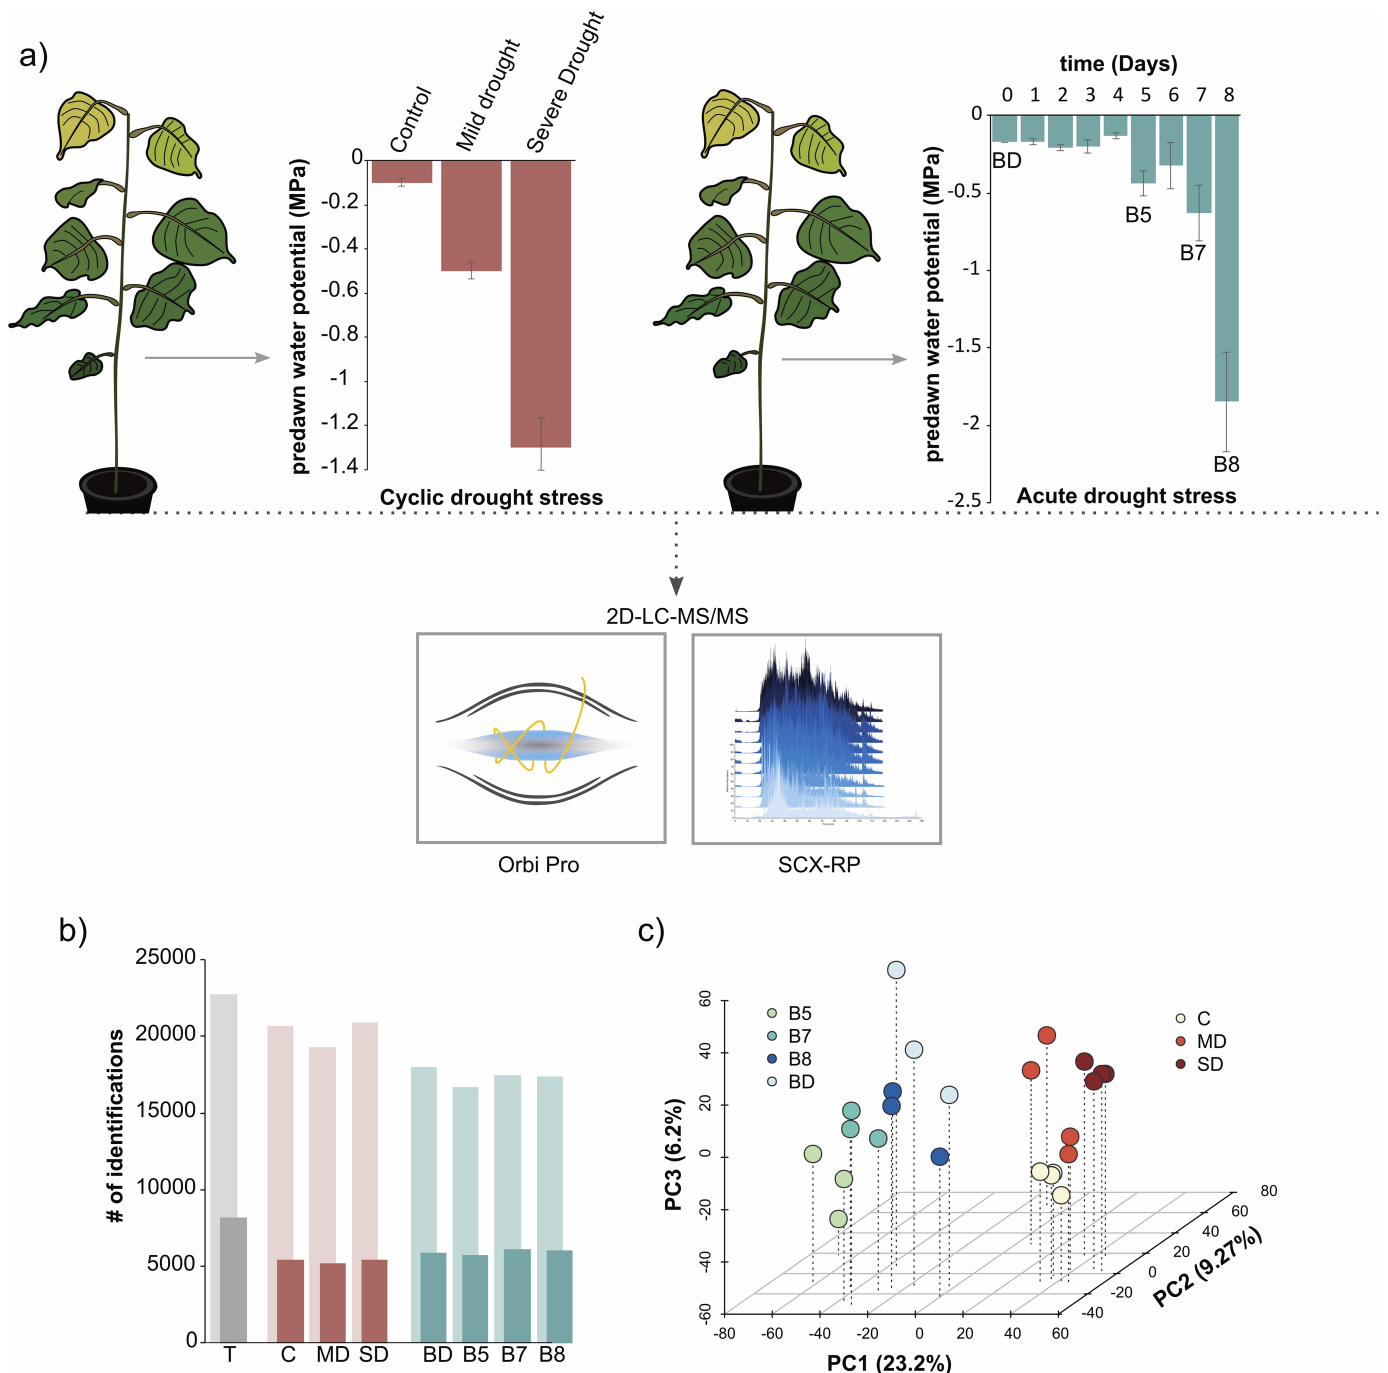 a)
Control
Mild drought
Severe Drought
predawn water potential (MPa)
0
-0.2
-0.4
-0.6
-0.8
-1
-1.2
-1.4
Cyclic drought stress
time (Days)
0 1 2 3 4 5 6 7 8
predawn water potential (MPa)
0
-0.5
-1
-1.5
-2
-2.5
BD
B5
B7
B8
Acute drought stress
2D-LC-MS/MS
Orbi Pro
SCX-RP
b)
# of identifications
25000
20000
15000
10000
5000
0
T C MD SD BD B5 B7 B8
c)
B5
B7
B8
BD
C
MD
SD
PC3 (6.2%)
60
40
20
0
-20
-40
-60
-80 -60 -40 -20 0 20 40 60
PC1 (23.2%)
80
60
40
20
0
-20
-40
PC2 (9.27%)